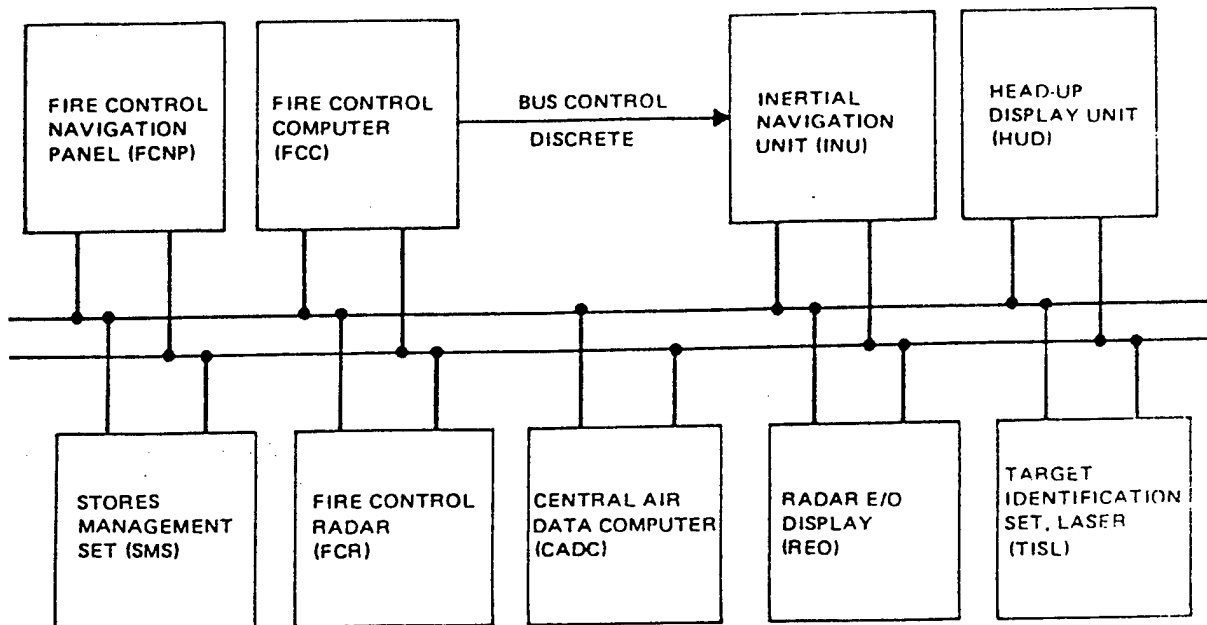 FIRE CONTROL
NAVIGATION
PANEL (FCNP)
FIRE CONTROL
COMPUTER
(FCC)
BUS CONTROL
DISCRETE
INERTIAL
NAVIGATION
UNIT (INU)
HEAD-UP
DISPLAY UNIT
(HUD)
STORES
MANAGEMENT
SET (SMS)
FIRE CONTROL
RADAR
(FCR)
CENTRAL AIR
DATA COMPUTER
(CADC)
RADAR E/O
DISPLAY
(REO)
TARGET
IDENTIFICATION
SET, LASER
(TISL)